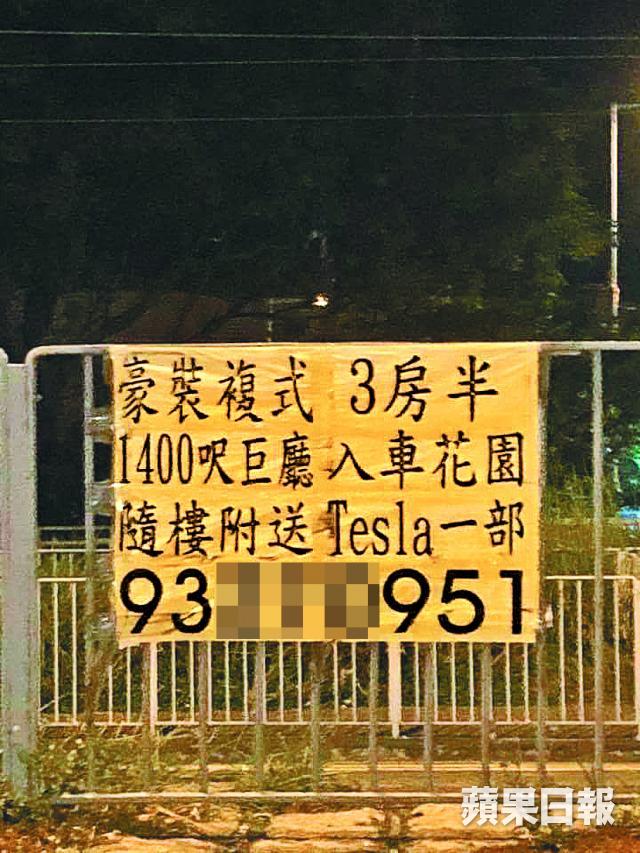 豪裝複式 3房半
1400呎巨廳 入車花園
隨樓附送 Tesla一部
93 951
蘋果日報